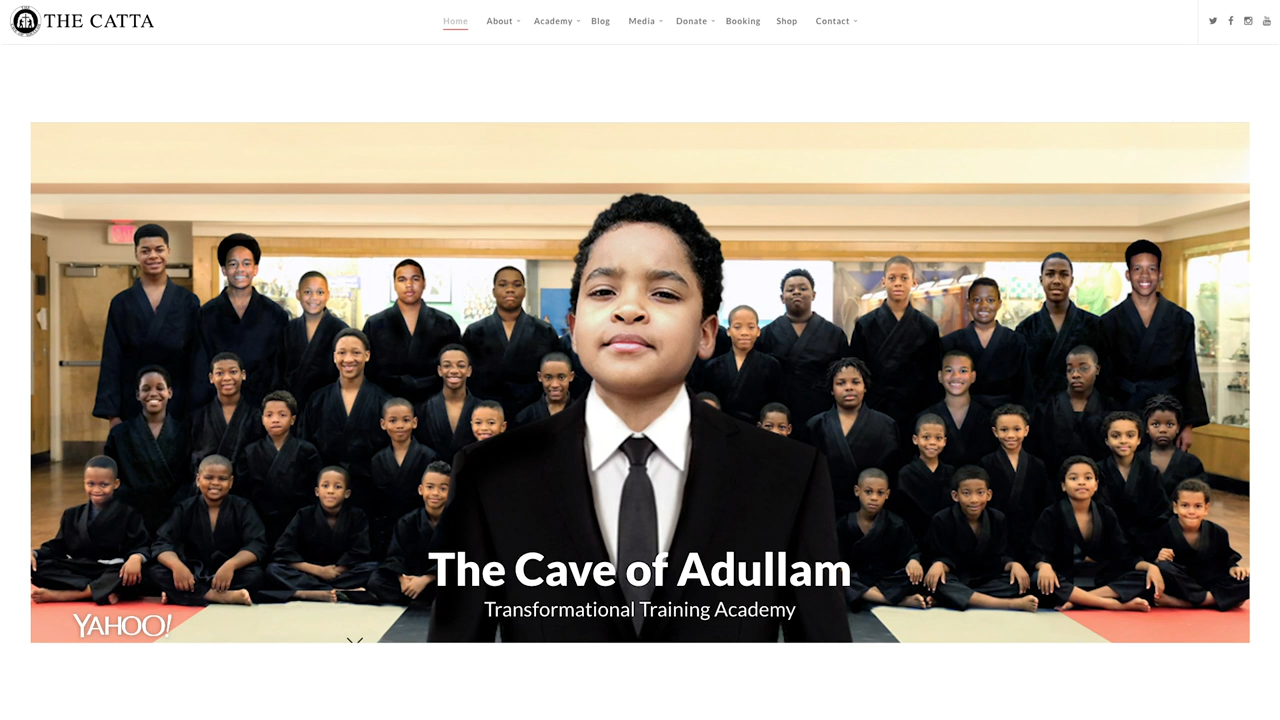 THE CATTA
Home
About
Academy
Blog
Media
Donate
Booking
Shop
Contact
The Cave of Adullam
Transformational Training Academy
YAHOO!